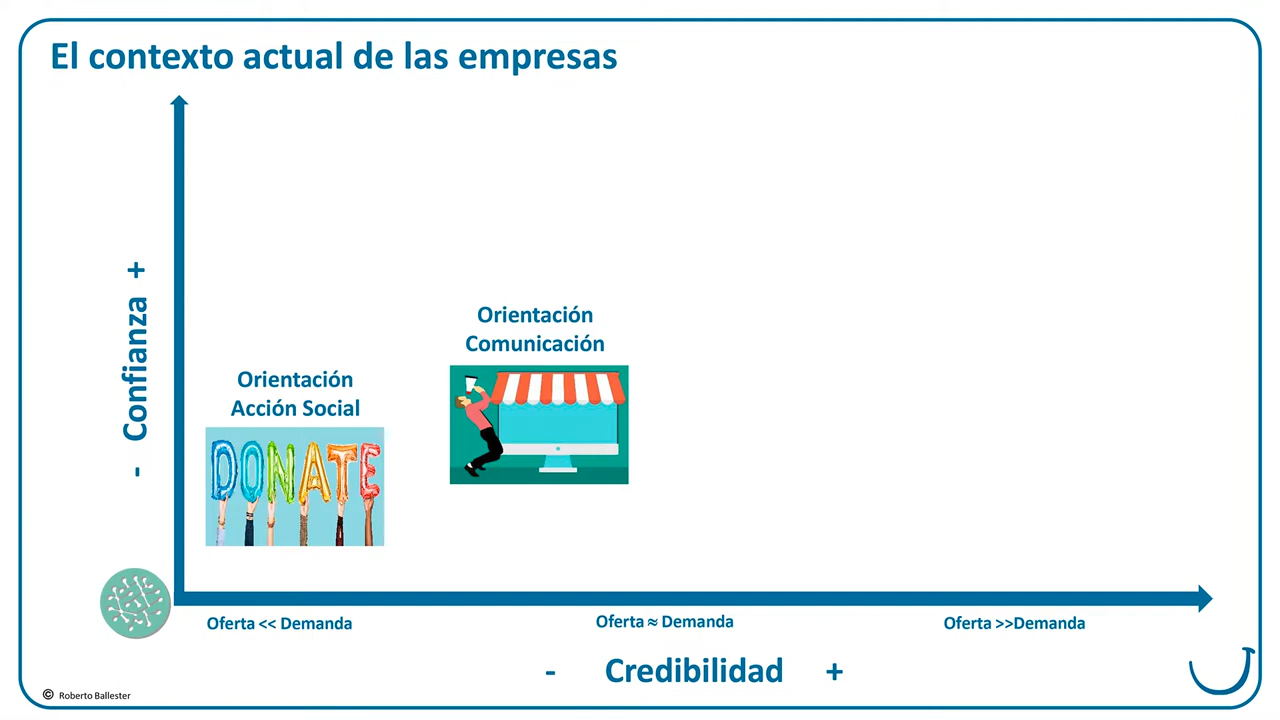 El contexto actual de las empresas
- Confianza +
Orientación
Acción Social
DONATE
Orientación
Comunicación
Oferta << Demanda
Oferta ≈ Demanda
Oferta >>Demanda
- Credibilidad +
© Roberto Ballester